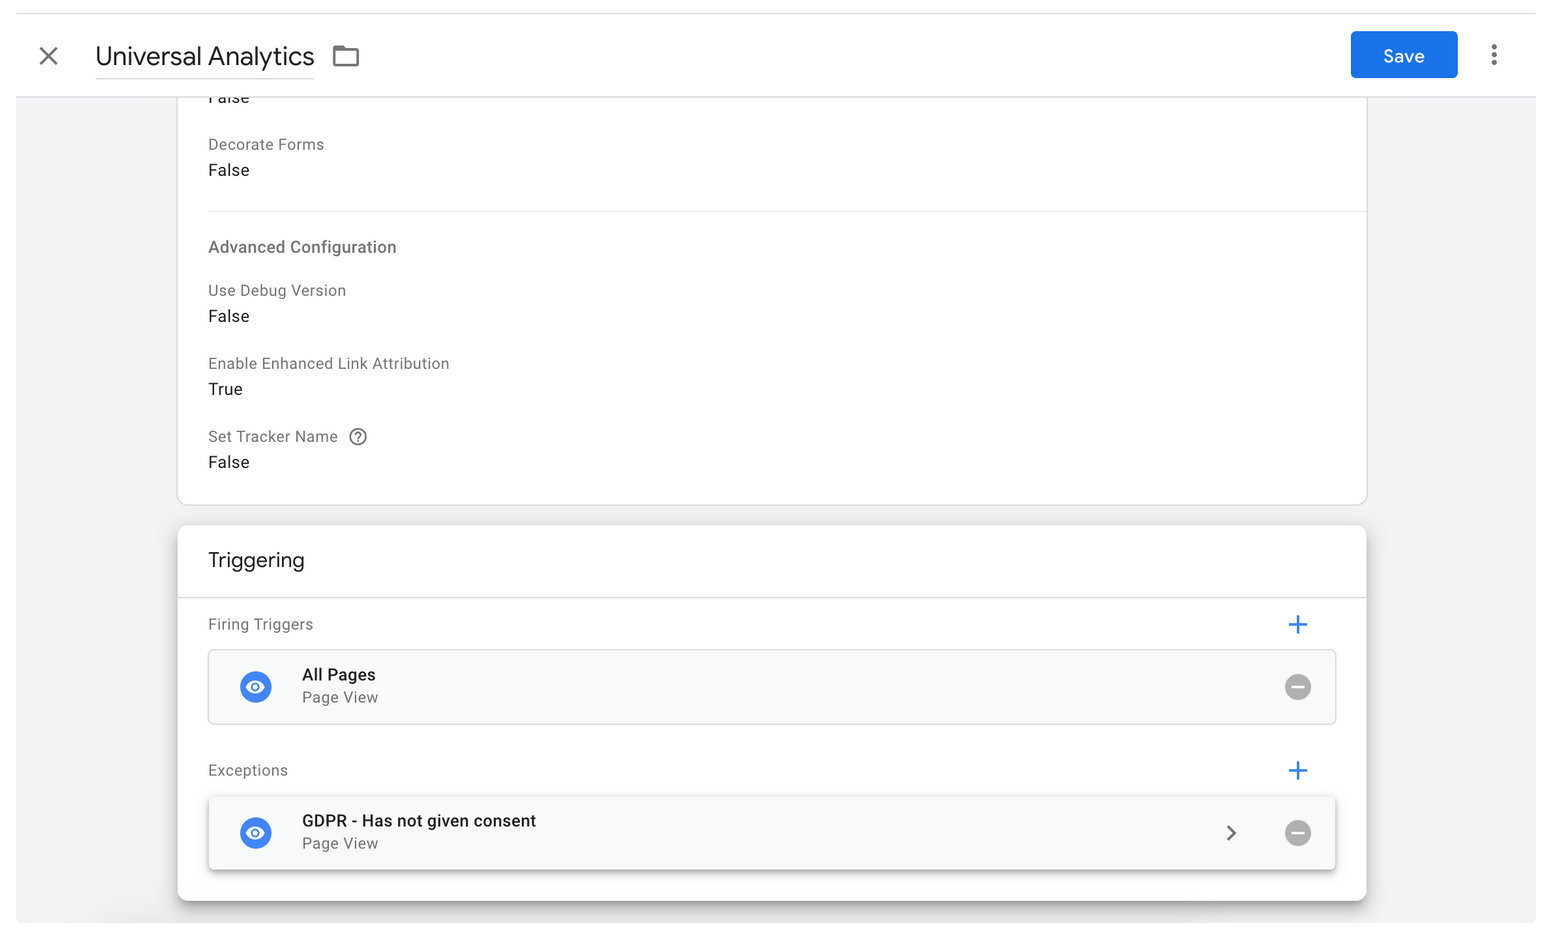 Universal Analytics
Save
False
Decorate Forms
False
Advanced Configuration
Use Debug Version
False
Enable Enhanced Link Attribution
True
Set Tracker Name
False
Triggering
Firing Triggers
All Pages
Page View
Exceptions
GDPR - Has not given consent
Page View